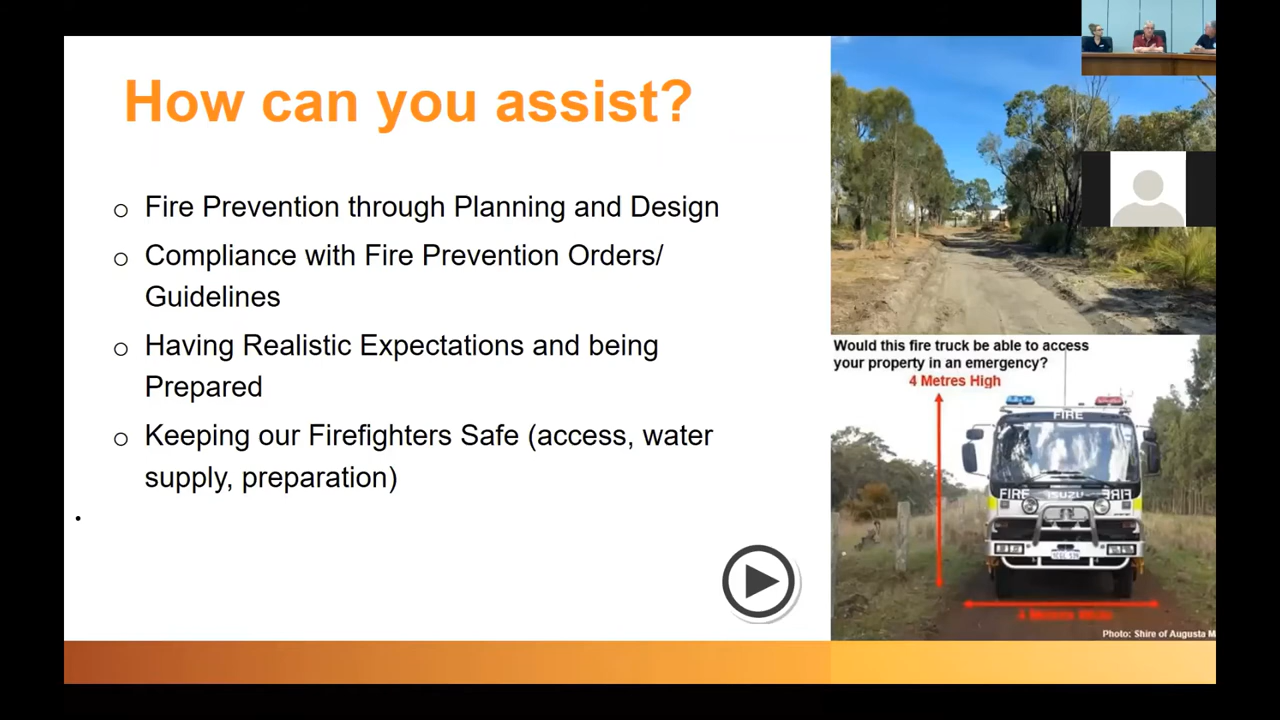 How can you assist?
Fire Prevention through Planning and Design
Compliance with Fire Prevention Orders/
Guidelines
Having Realistic Expectations and being
Prepared
Keeping our Firefighters Safe (access, water
supply, preparation)
Would this fire truck be able to access
your property in an emergency?
4 Metres High
FIRE
FIRE ISUZU FIRE
Photo: Shire of Augusta M